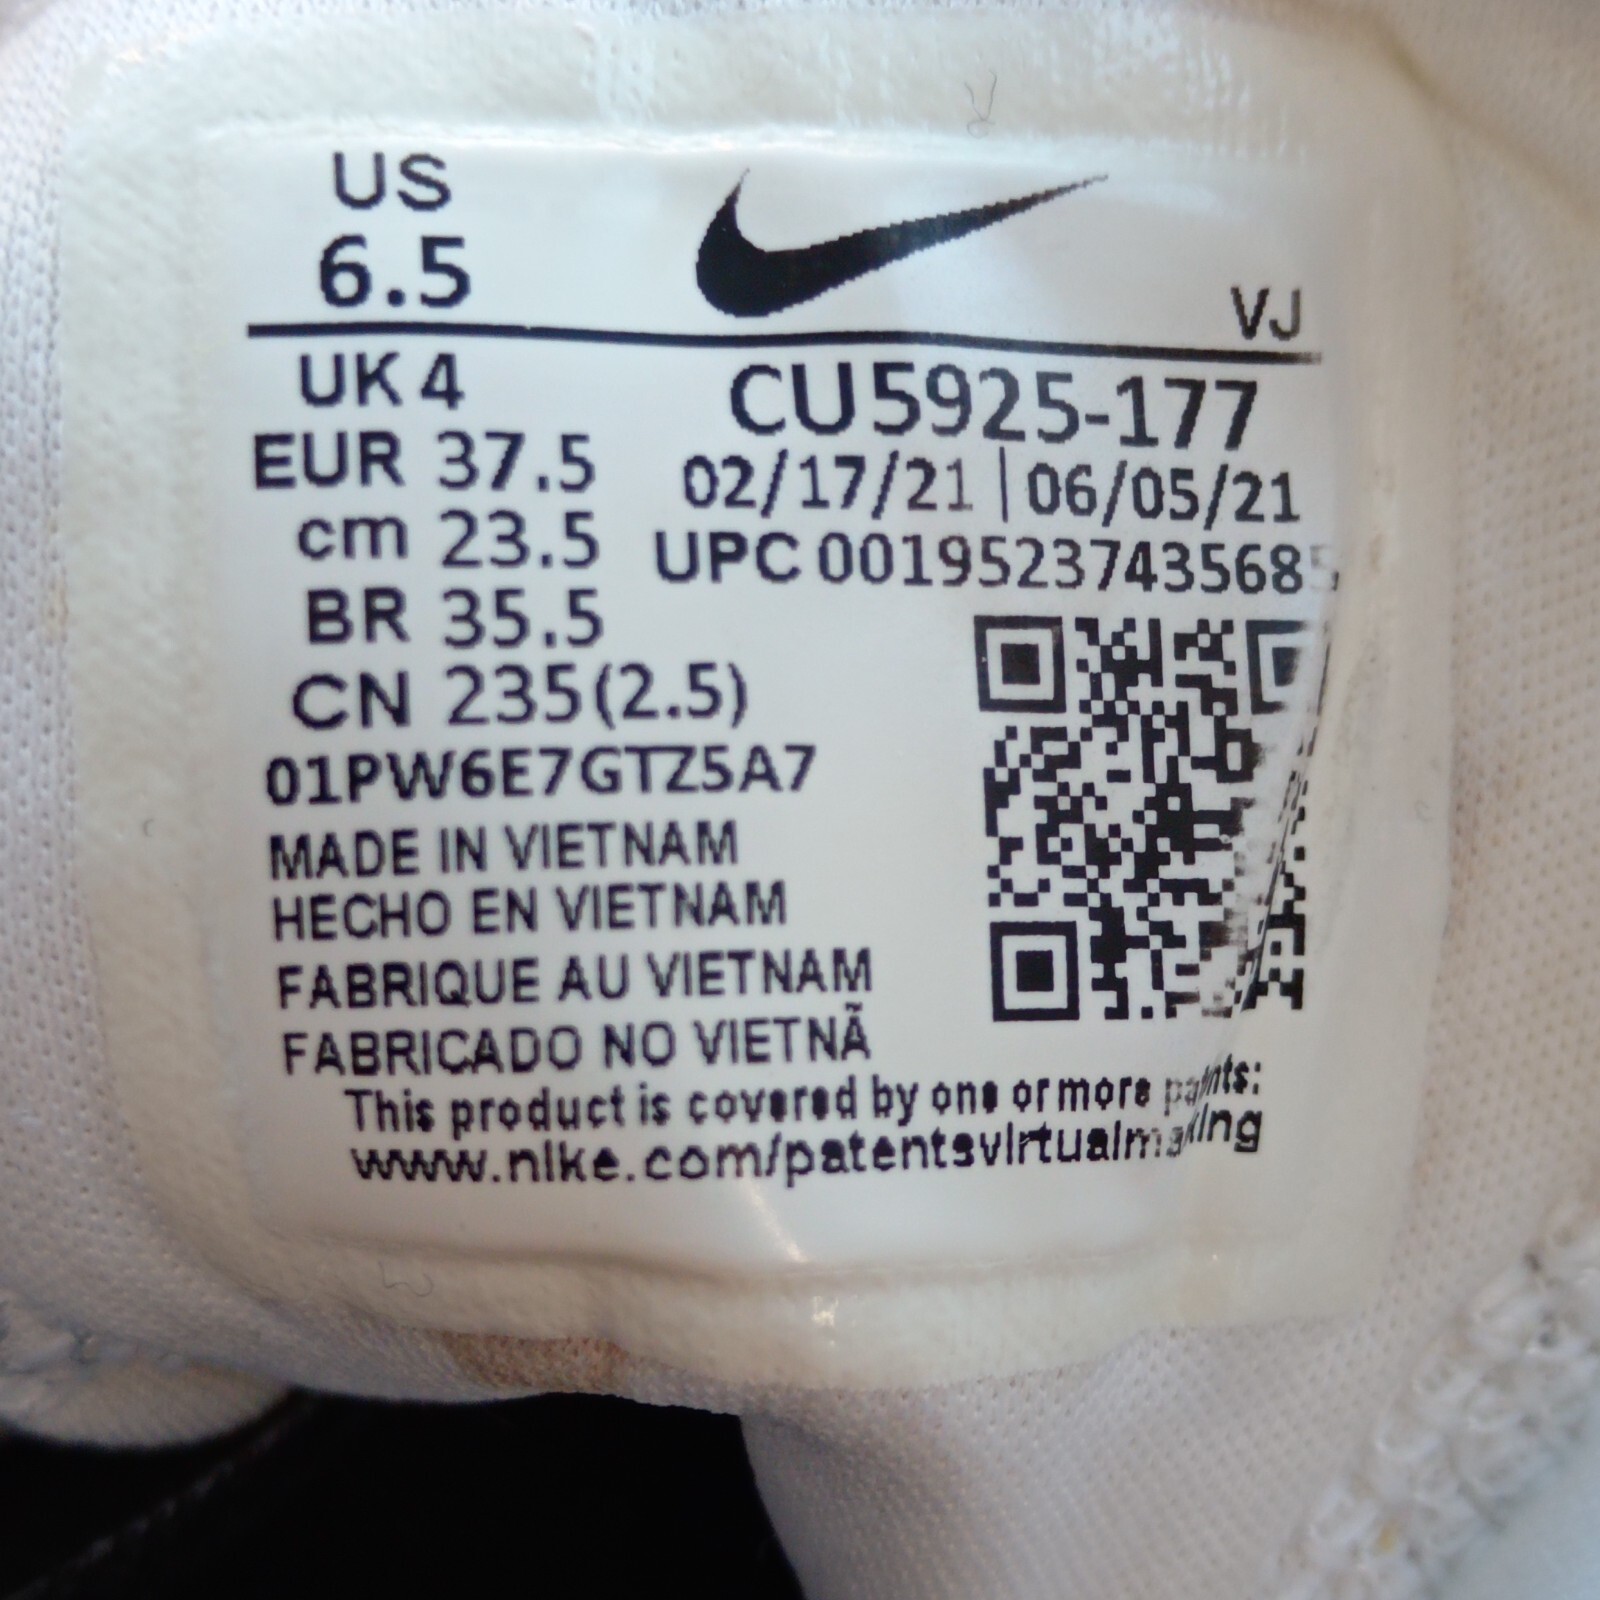 US
6.5
VJ
UK 4
CU5925-177
EUR 37.5
02/17/21 | 06/05/21
cm 23.5
UPC 00195237435685
BR 35.5
CN 235(2.5)
01PW6E7GTZ5A7
MADE IN VIETNAM
HECHO EN VIETNAM
FABRIQUE AU VIETNAM
FABRICADO NO VIETNÃ
This product is covered by one or more patents:
www.nike.com/patentsvirtualmarking